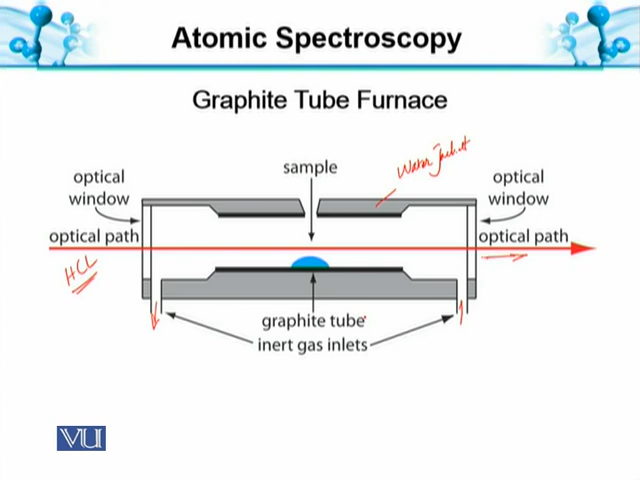 Atomic Spectroscopy
Graphite Tube Furnace
sample
Water Jacket
optical window
optical window
optical path
optical path
HCL
graphite tube
inert gas inlets
VU